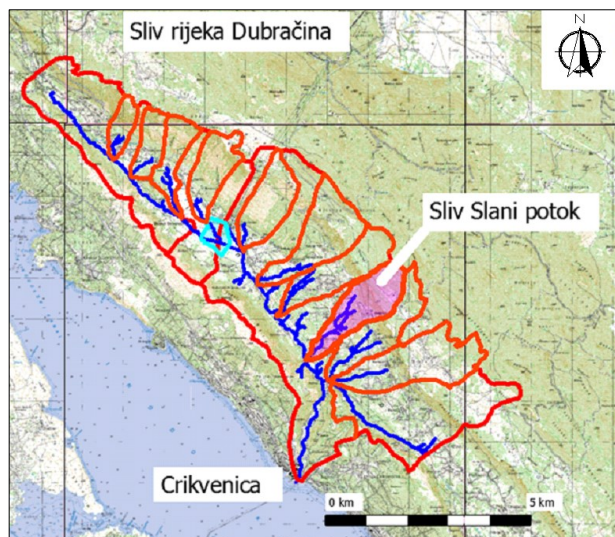 Sliv rijeka Dubračina
N
Sliv Slani potok
Crikvenica
0 km
5 km